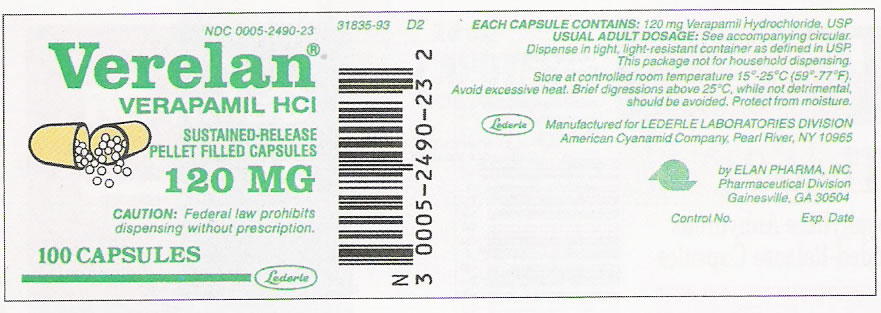 NDC 0005-2490-23
Verelan®
VERAPAMIL HCl
SUSTAINED-RELEASE
PELLET FILLED CAPSULES
120 MG
CAUTION: Federal law prohibits
dispensing without prescription.
100 CAPSULES
Lederle
31835-93 D2
N 3 0005-2490-23 2
EACH CAPSULE CONTAINS: 120 mg Verapamil Hydrochloride, USP
USUAL ADULT DOSAGE: See accompanying circular.
Dispense in tight, light-resistant container as defined in USP.
This package not for household dispensing.
Store at controlled room temperature 15°-25°C (59°-77°F).
Avoid excessive heat. Brief digressions above 25°C, while not detrimental,
should be avoided. Protect from moisture.
Lederle
Manufactured for LEDERLE LABORATORIES DIVISION
American Cyanamid Company, Pearl River, NY 10965
by ELAN PHARMA, INC.
Pharmaceutical Division
Gainesville, GA 30504
Control No. Exp. Date